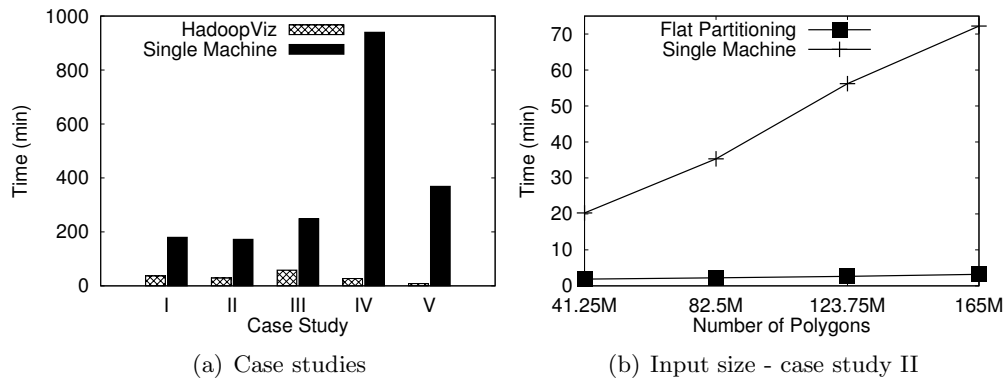 HadoopViz
Single Machine
1000
800
600
400
200
0
Time (min)
I II III IV V
Case Study
(a) Case studies
Flat Partitioning
Single Machine
70
60
50
40
30
20
10
0
Time (min)
41.25M 82.5M 123.75M 165M
Number of Polygons
(b) Input size - case study II